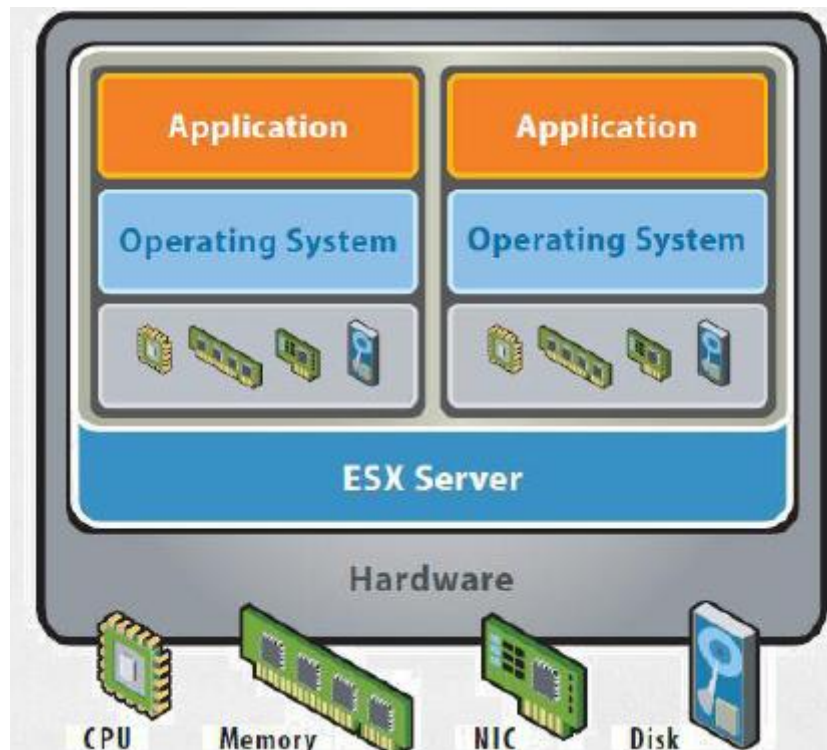 Application
Application
Operating System
Operating System
ESX Server
Hardware
CPU
Memory
NIC
Disk